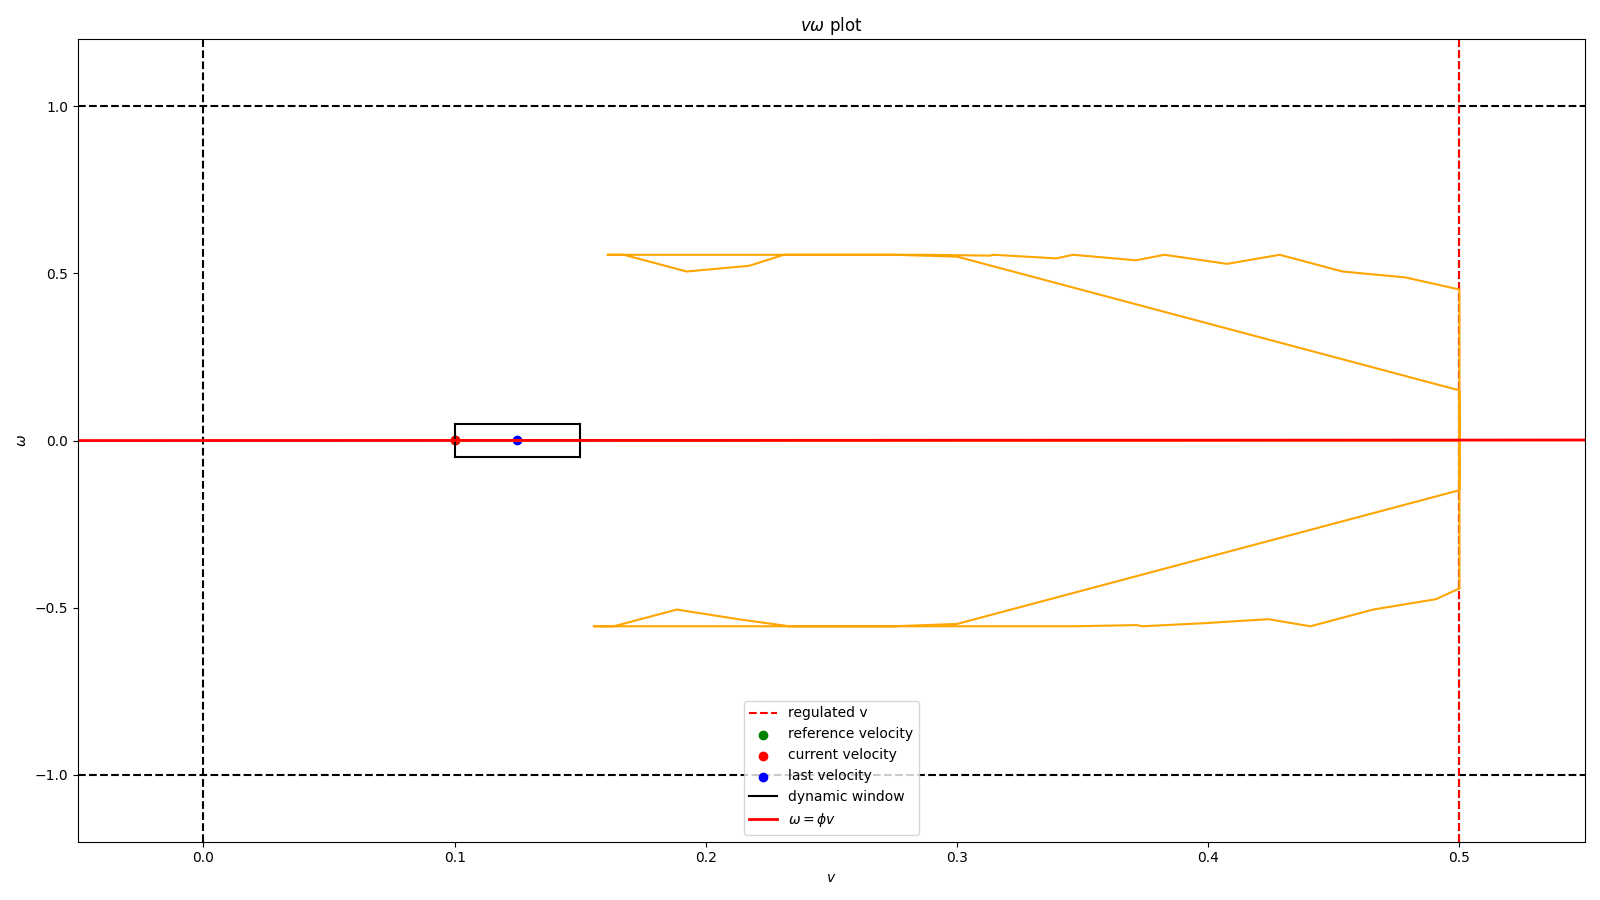 vω plot
1.0
0.5
0.0
−0.5
−1.0
ω
regulated v
reference velocity
current velocity
last velocity
dynamic window
ω = ϕv
0.0 0.1 0.2 0.3 0.4 0.5
v